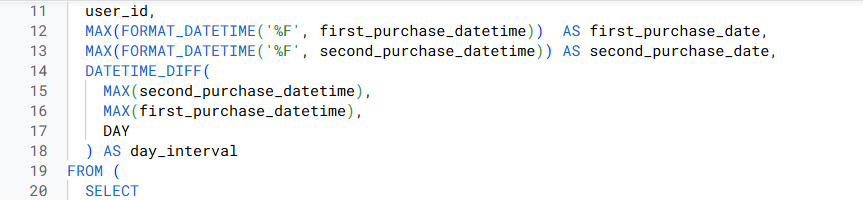 11 user_id,
12 MAX(FORMAT_DATETIME('%F', first_purchase_datetime))  AS first_purchase_date,
13 MAX(FORMAT_DATETIME('%F', second_purchase_datetime)) AS second_purchase_date,
14 DATETIME_DIFF(
15 MAX(second_purchase_datetime),
16 MAX(first_purchase_datetime),
17 DAY
18 ) AS day_interval
19 FROM (
20 SELECT